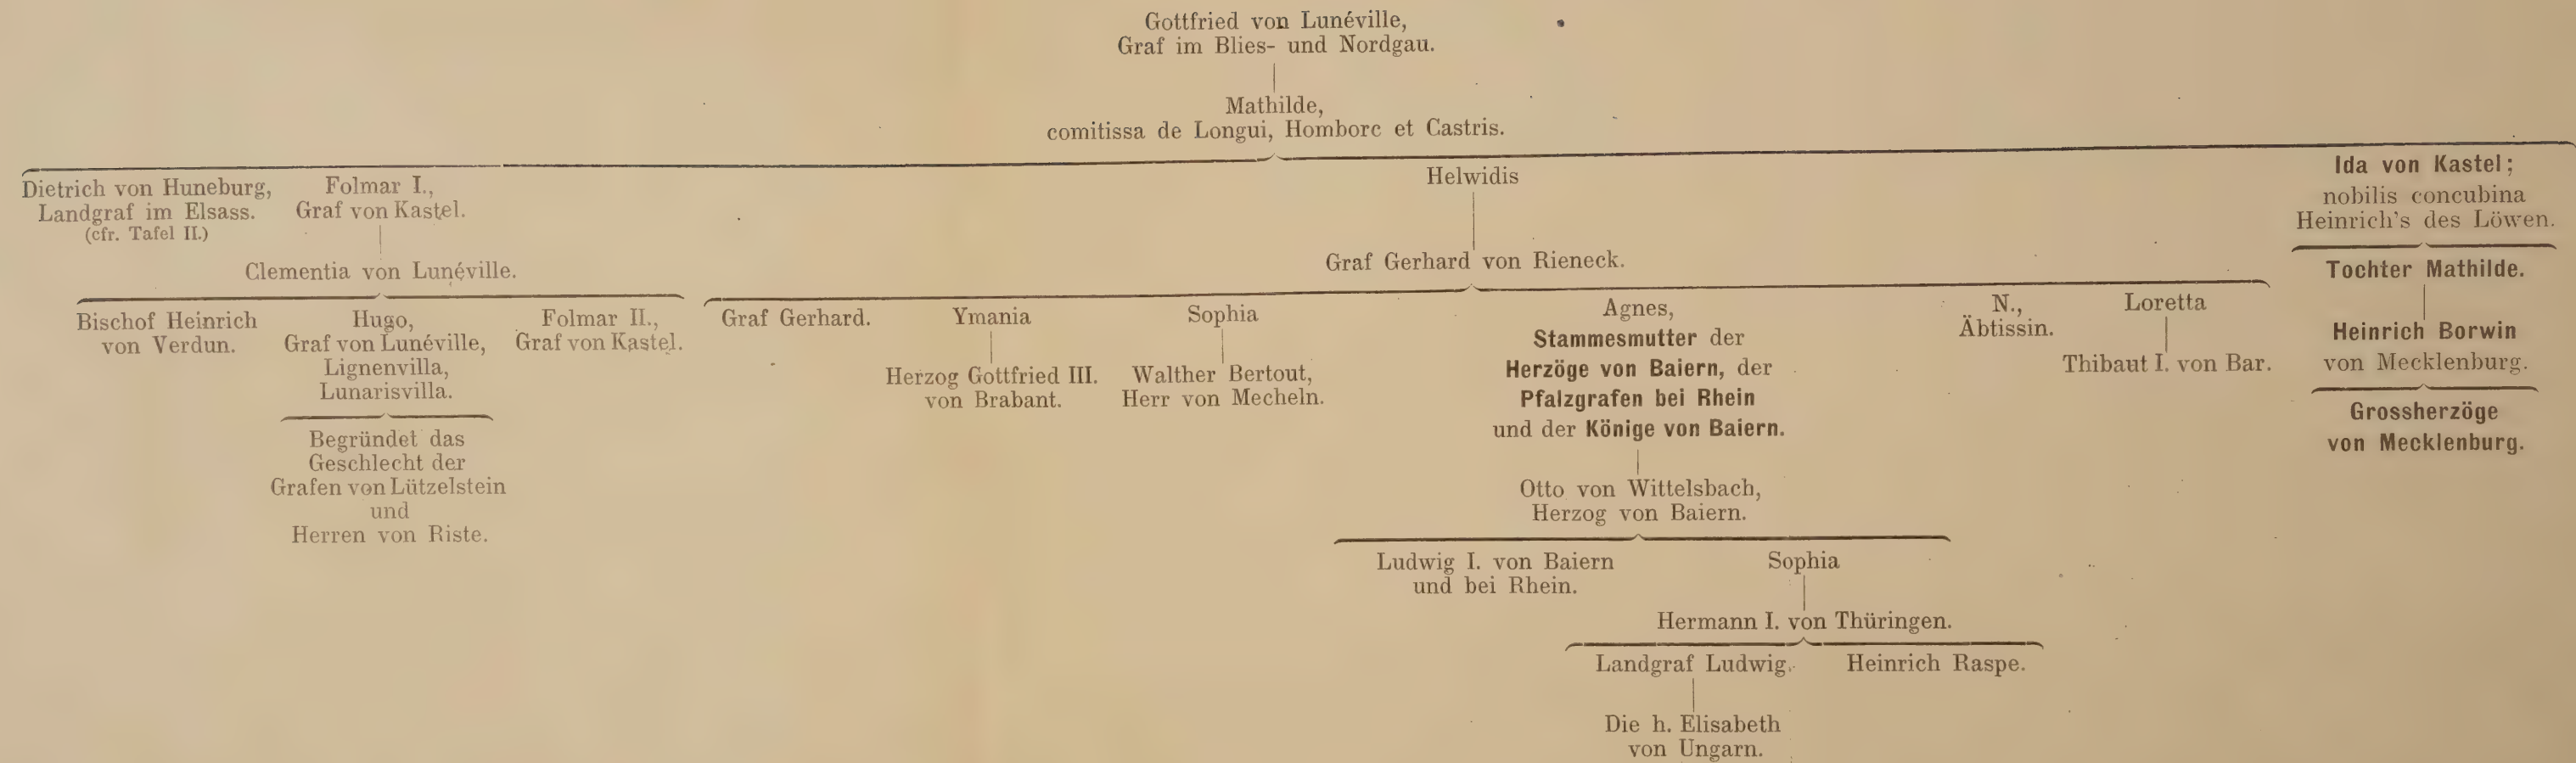 Gottfried von Lunéville,
Graf im Blies- und Nordgau.
Mathilde,
comitissa de Longui, Homborc et Castris.
Dietrich von Huneburg,
Landgraf im Elsass.
(cfr. Tafel II.)
Folmar I.,
Graf von Kastel.
Clementia von Lunéville.
Bischof Heinrich
von Verdun.
Hugo,
Graf von Lunéville,
Lignenvilla,
Lunarisvilla.
Begründet das
Geschlecht der
Grafen von Lützelstein
und
Herren von Riste.
Folmar II.,
Graf von Kastel.
Helwidis
Graf Gerhard von Rieneck.
Graf Gerhard.
Ymania
Herzog Gottfried III.
von Brabant.
Sophia
Walther Bertout,
Herr von Mecheln.
Agnes,
Stammesmutter der
Herzöge von Baiern, der
Pfalzgrafen bei Rhein
und der Könige von Baiern.
Otto von Wittelsbach,
Herzog von Baiern.
Ludwig I. von Baiern
und bei Rhein.
Sophia
Hermann I. von Thüringen.
Landgraf Ludwig.
Die h. Elisabeth
von Ungarn.
Heinrich Raspe.
N.,
Äbtissin.
Loretta
Thibaut I. von Bar.
Ida von Kastel;
nobilis concubina
Heinrich's des Löwen.
Tochter Mathilde.
Heinrich Borwin
von Mecklenburg.
Grossherzöge
von Mecklenburg.